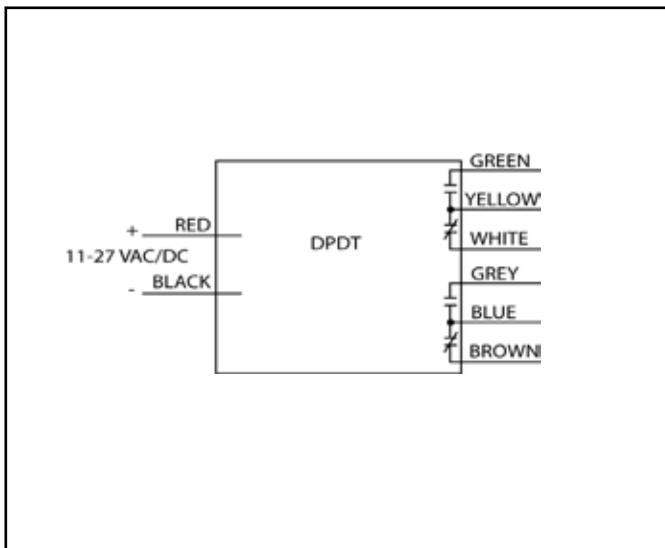 GREEN
YELLOW
+ RED
DPDT
WHITE
11-27 VAC/DC
GREY
- BLACK
BLUE
BROWN